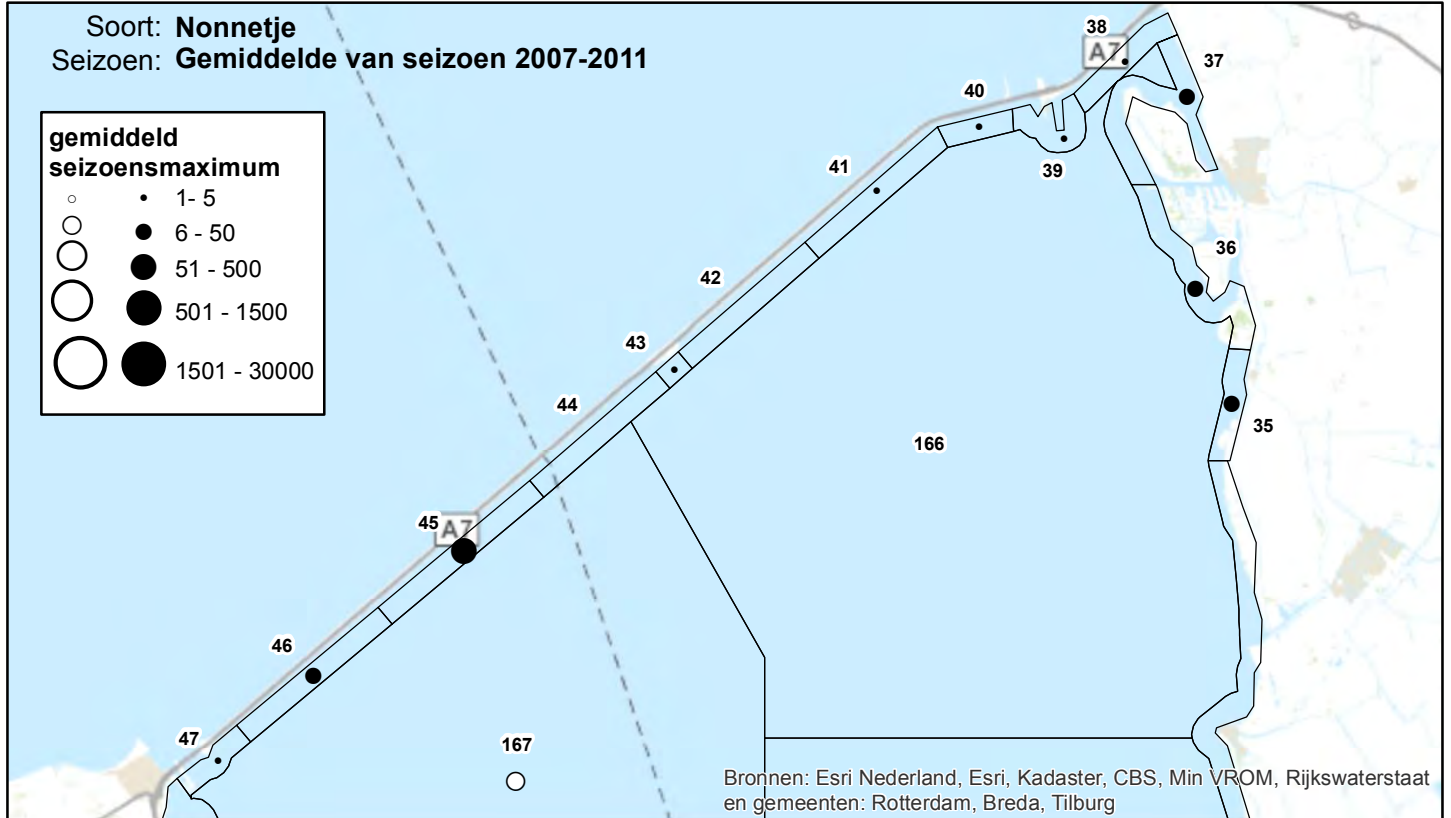 Soort: Nonnetje
Seizoen: Gemiddelde van seizoen 2007-2011
gemiddeld
seizoensmaximum
1- 5
6 - 50
51 - 500
501 - 1500
1501 - 30000
38
A7
37
40
39
41
36
42
43
35
44
166
45
A7
46
47
167
Bronnen: Esri Nederland, Esri, Kadaster, CBS, Min VROM, Rijkswaterstaat
en gemeenten: Rotterdam, Breda, Tilburg